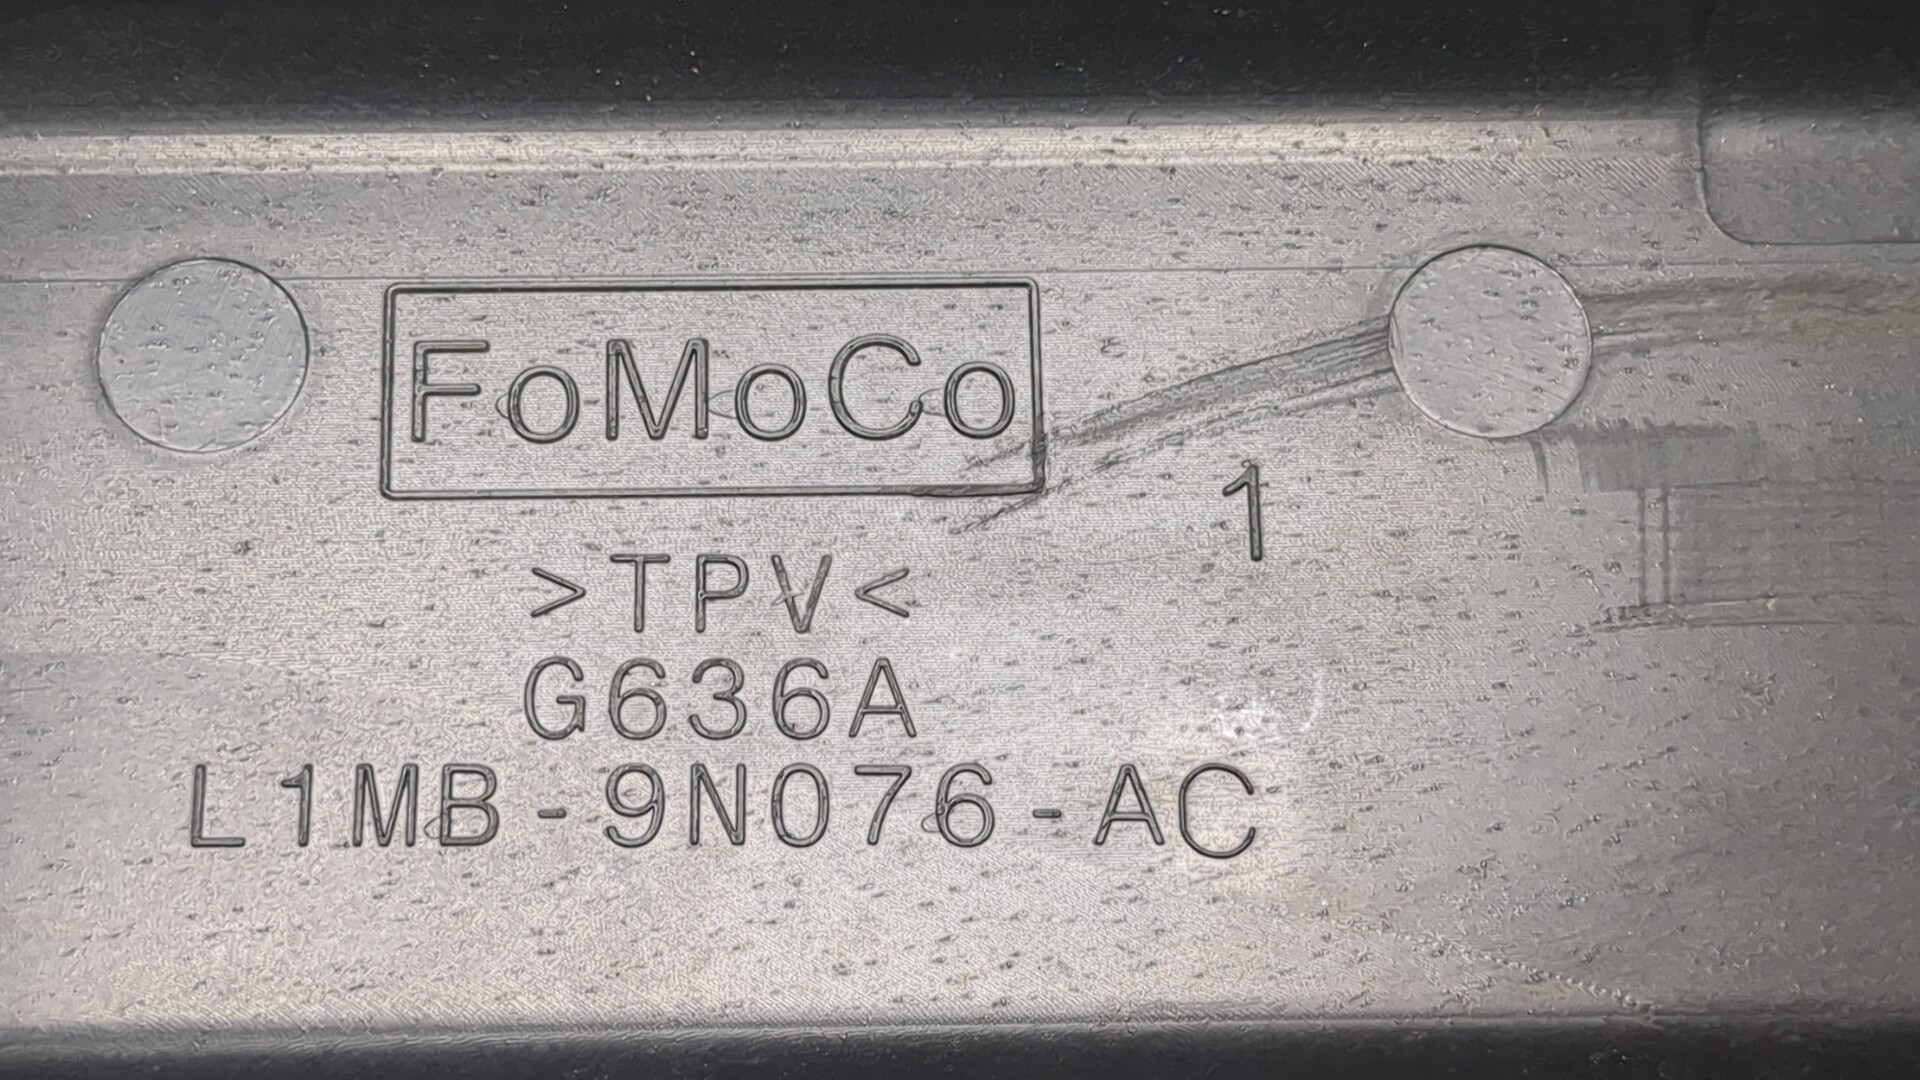 FoMoCo
1
>TPV<
G636A
L1MB-9N076-AC